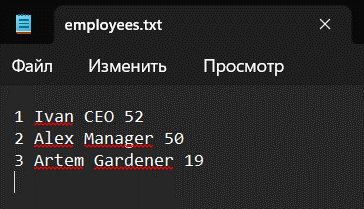 employees.txt
Файл Изменить Просмотр
1 Ivan CEO 52
2 Alex Manager 50
3 Artem Gardener 19